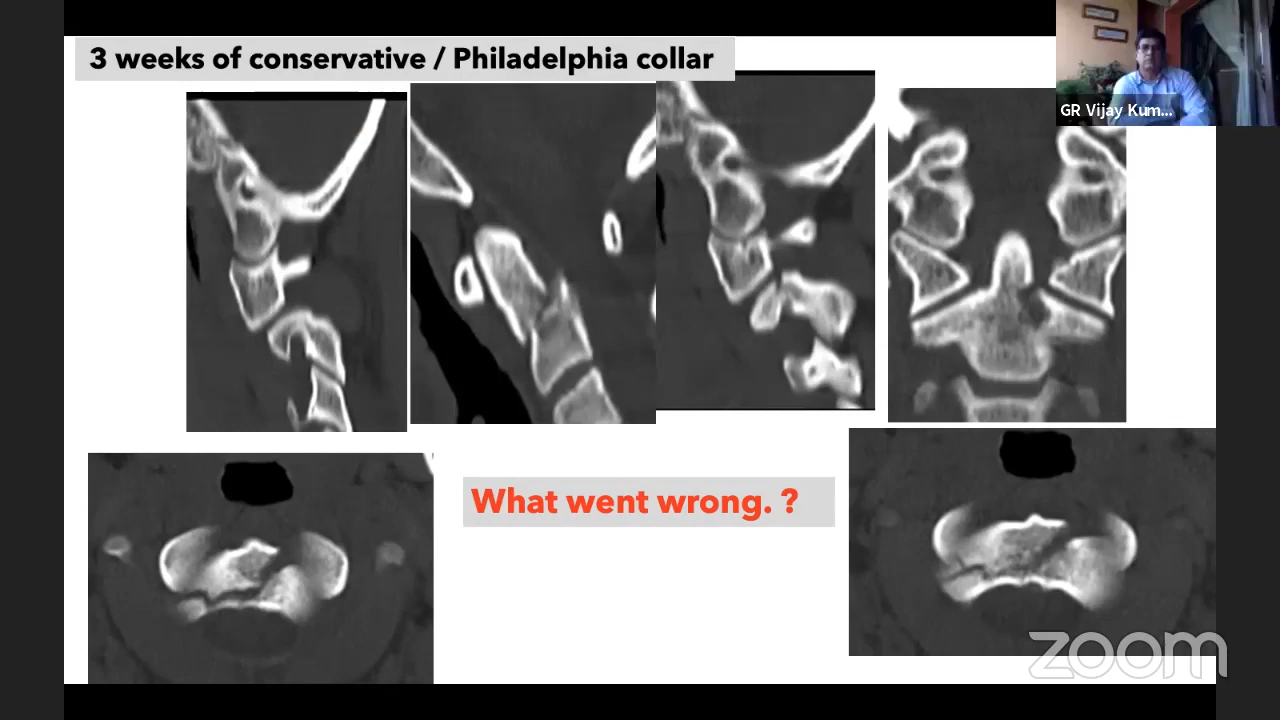 3 weeks of conservative / Philadelphia collar
GR Vijay Kum...
What went wrong. ?
zoom